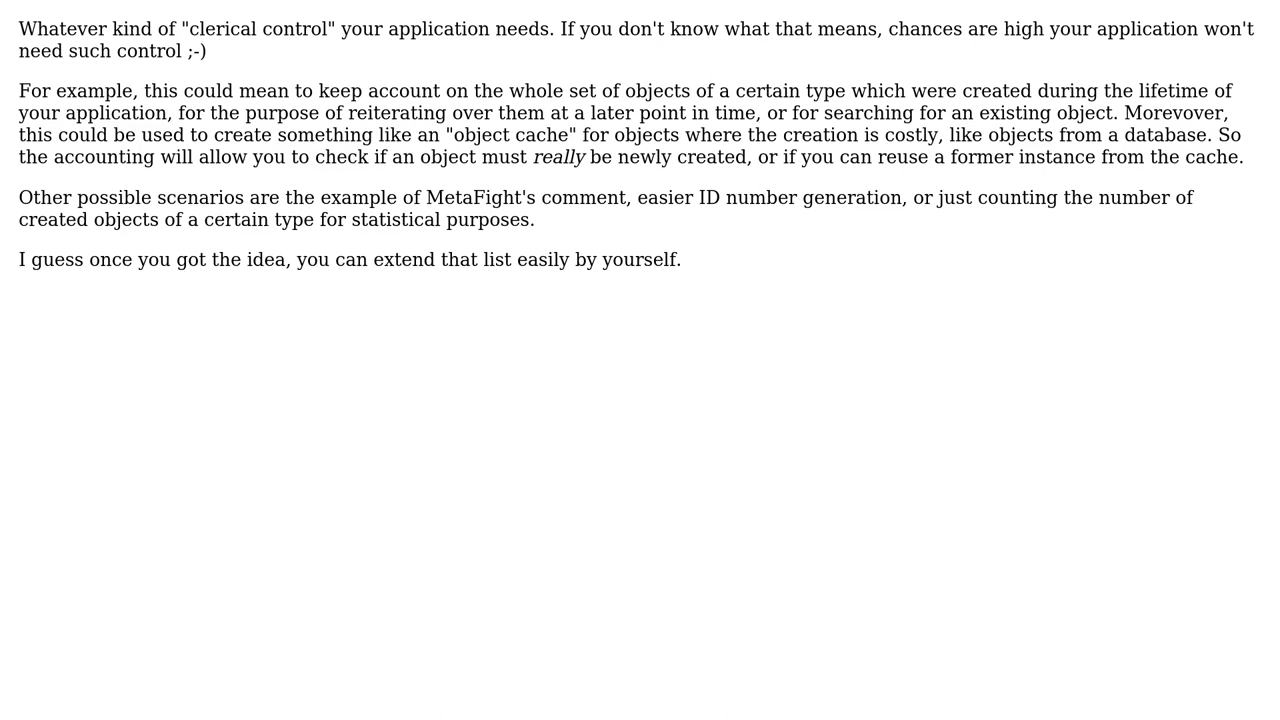 Whatever kind of "clerical control" your application needs. If you don't know what that means, chances are high your application won't
need such control ;-)
For example, this could mean to keep account on the whole set of objects of a certain type which were created during the lifetime of
your application, for the purpose of reiterating over them at a later point in time, or for searching for an existing object. Morevover,
this could be used to create something like an "object cache" for objects where the creation is costly, like objects from a database. So
the accounting will allow you to check if an object must really be newly created, or if you can reuse a former instance from the cache.
Other possible scenarios are the example of MetaFight's comment, easier ID number generation, or just counting the number of
created objects of a certain type for statistical purposes.
I guess once you got the idea, you can extend that list easily by yourself.